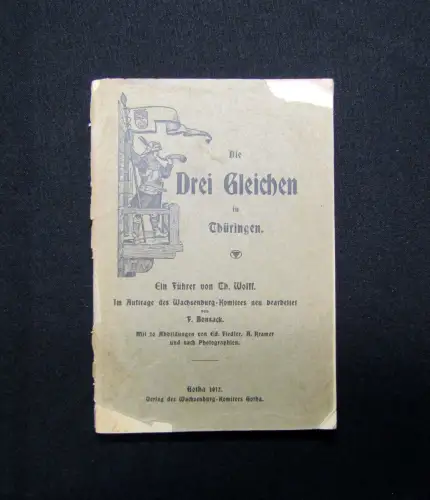 Die
Drei Gleichen
in
Thüringen.
Ein Führer von Th. Wolff.
Im Auftrage des Wachsenburg-Komitees neu bearbeitet
von
F. Bonsack.
Mit 20 Abbildungen von Ed. Fiedler, A. Kramer
und nach Photographien.
Gotha 1912.
Verlag des Wachsenburg-Komitees Gotha.